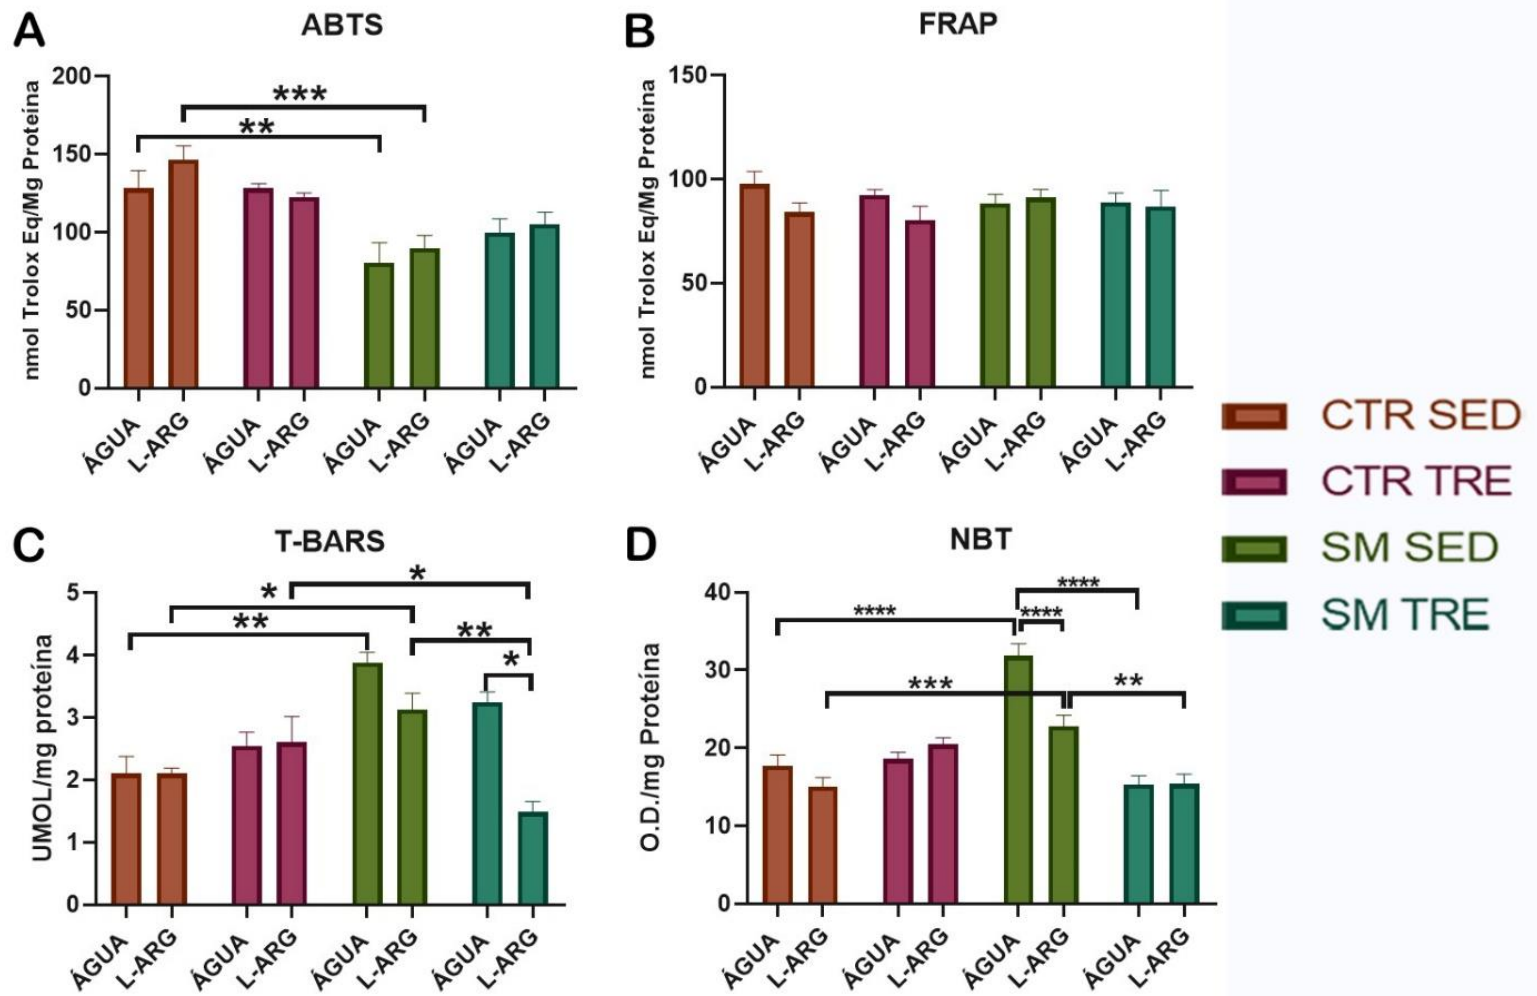 A
ABTS
nmol Trolox Eq/Mg Proteína
200
150
100
50
0
***
**
ÁGUA
L-ARG
ÁGUA
L-ARG
ÁGUA
L-ARG
ÁGUA
L-ARG
B
FRAP
nmol Trolox Eq/Mg Proteína
150
100
50
0
ÁGUA
L-ARG
ÁGUA
L-ARG
ÁGUA
L-ARG
ÁGUA
L-ARG
CTR SED
CTR TRE
SM SED
SM TRE
C
T-BARS
UMOL/mg proteína
5
4
3
2
1
0
*
*
**
**
*
ÁGUA
L-ARG
ÁGUA
L-ARG
ÁGUA
L-ARG
ÁGUA
L-ARG
D
NBT
O.D./mg Proteína
40
30
20
10
0
****
****
****
***
**
ÁGUA
L-ARG
ÁGUA
L-ARG
ÁGUA
L-ARG
ÁGUA
L-ARG